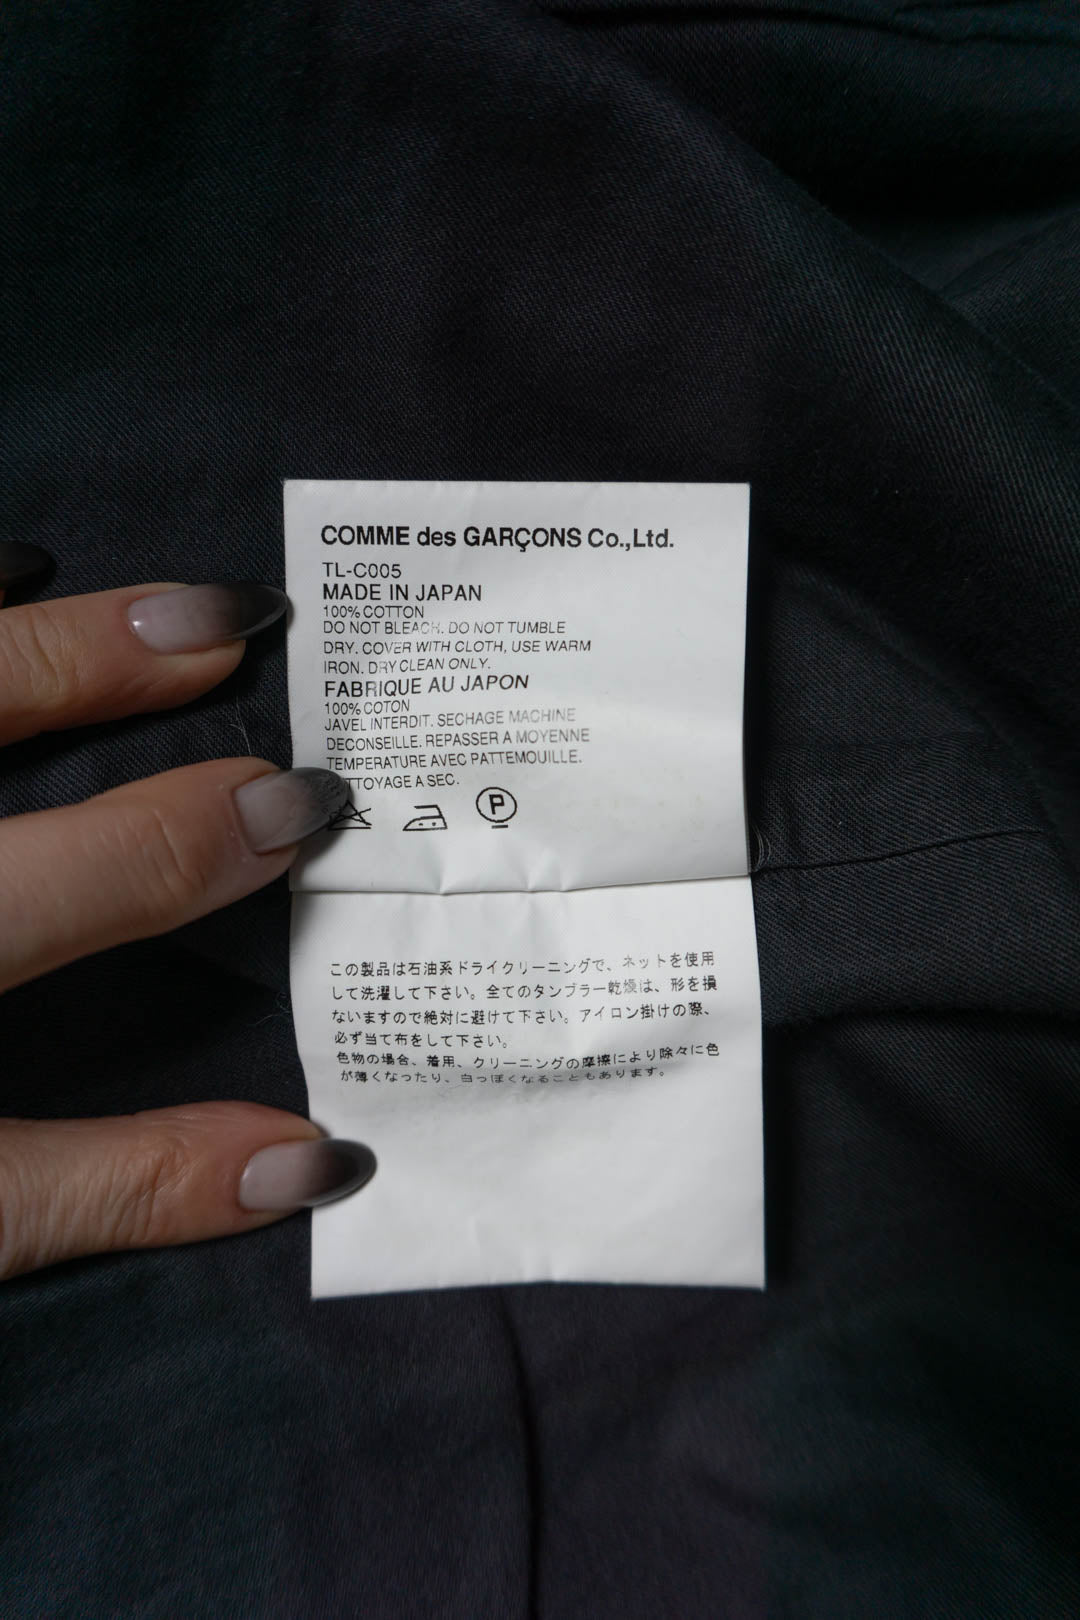 COMME des GARÇONS Co.,Ltd.
TL-C005
MADE IN JAPAN
100% COTTON
DO NOT BLEACH. DO NOT TUMBLE
DRY. COVER WITH CLOTH, USE WARM
IRON. DRY CLEAN ONLY.
FABRIQUE AU JAPON
100% COTON
JAVEL INTERDIT. SECHAGE MACHINE
DECONSEILLE. REPASSER A MOYENNE
TEMPERATURE AVEC PATTEMOUILLE.
TTOYAGE A SEC.
P
この製品は石油系ドライクリーニングで、ネットを使用
して洗濯して下さい。全てのタンブラー乾燥は、形を損
ないますので絶対に避けて下さい。アイロン掛けの際、
必ず当て布をして下さい。
色物の場合、着用、クリーニングの摩擦により除々に色
が薄くなったり、白っぽくなることもあります。